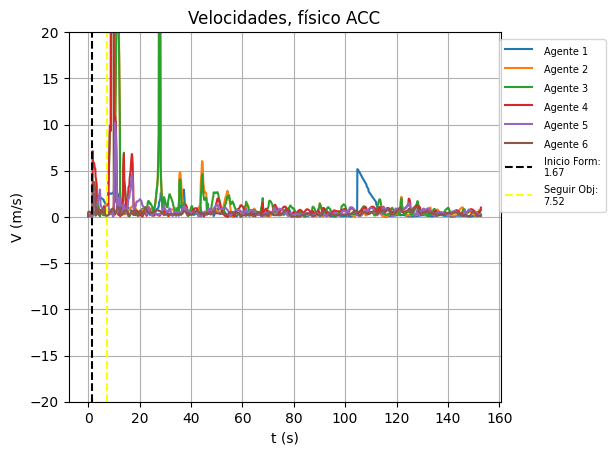 Velocidades, físico ACC
20
15
10
5
0
−5
−10
−15
−20
V (m/s)
0
20
40
60
80
100
120
140
160
t (s)
Agente 1
Agente 2
Agente 3
Agente 4
Agente 5
Agente 6
Inicio Form:
1.67
Seguir Obj:
7.52